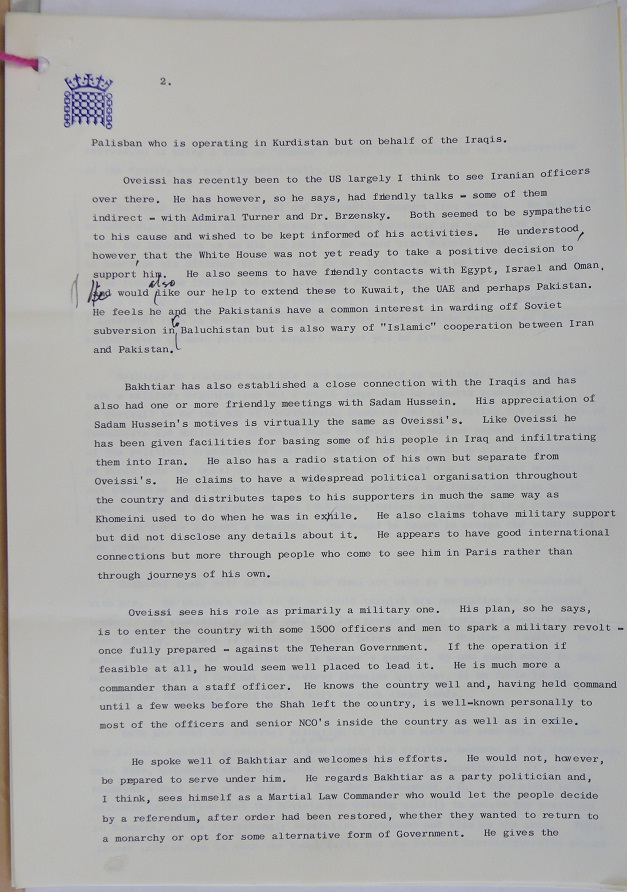 2.
Palisban who is operating in Kurdistan but on behalf of the Iraqis.
Oveissi has recently been to the US largely I think to see Iranian officers
over there. He has however, so he says, had friendly talks - some of them
indirect - with Admiral Turner and Dr. Brzensky. Both seemed to be sympathetic
to his cause and wished to be kept informed of his activities. He understood,
however, that the White House was not yet ready to take a positive decision to
support him. He also seems to have friendly contacts with Egypt, Israel and Oman.
He would also like our help to extend these to Kuwait, the UAE and perhaps Pakistan.
He feels he and the Pakistanis have a common interest in warding off Soviet
subversion in Baluchistan but is also wary of "Islamic" cooperation between Iran
and Pakistan.
Bakhtiar has also established a close connection with the Iraqis and has
also had one or more friendly meetings with Sadam Hussein. His appreciation of
Sadam Hussein's motives is virtually the same as Oveissi's. Like Oveissi he
has been given facilities for basing some of his people in Iraq and infiltrating
them into Iran. He also has a radio station of his own but separate from
Oveissi's. He claims to have a widespread political organisation throughout
the country and distributes tapes to his supporters in much the same way as
Khomeini used to do when he was in exhile. He also claims tohave military support
but did not disclose any details about it. He appears to have good international
connections but more through people who come to see him in Paris rather than
through journeys of his own.
Oveissi sees his role as primarily a military one. His plan, so he says,
is to enter the country with some 1500 officers and men to spark a military revolt -
once fully prepared - against the Teheran Government. If the operation if
feasible at all, he would seem well placed to lead it. He is much more a
commander than a staff officer. He knows the country well and, having held command
until a few weeks before the Shah left the country, is well-known personally to
most of the officers and senior NCO's inside the country as well as in exile.
He spoke well of Bakhtiar and welcomes his efforts. He would not, however,
be prepared to serve under him. He regards Bakhtiar as a party politician and,
I think, sees himself as a Martial Law Commander who would let the people decide
by a referendum, after order had been restored, whether they wanted to return to
a monarchy or opt for some alternative form of Government. He gives the